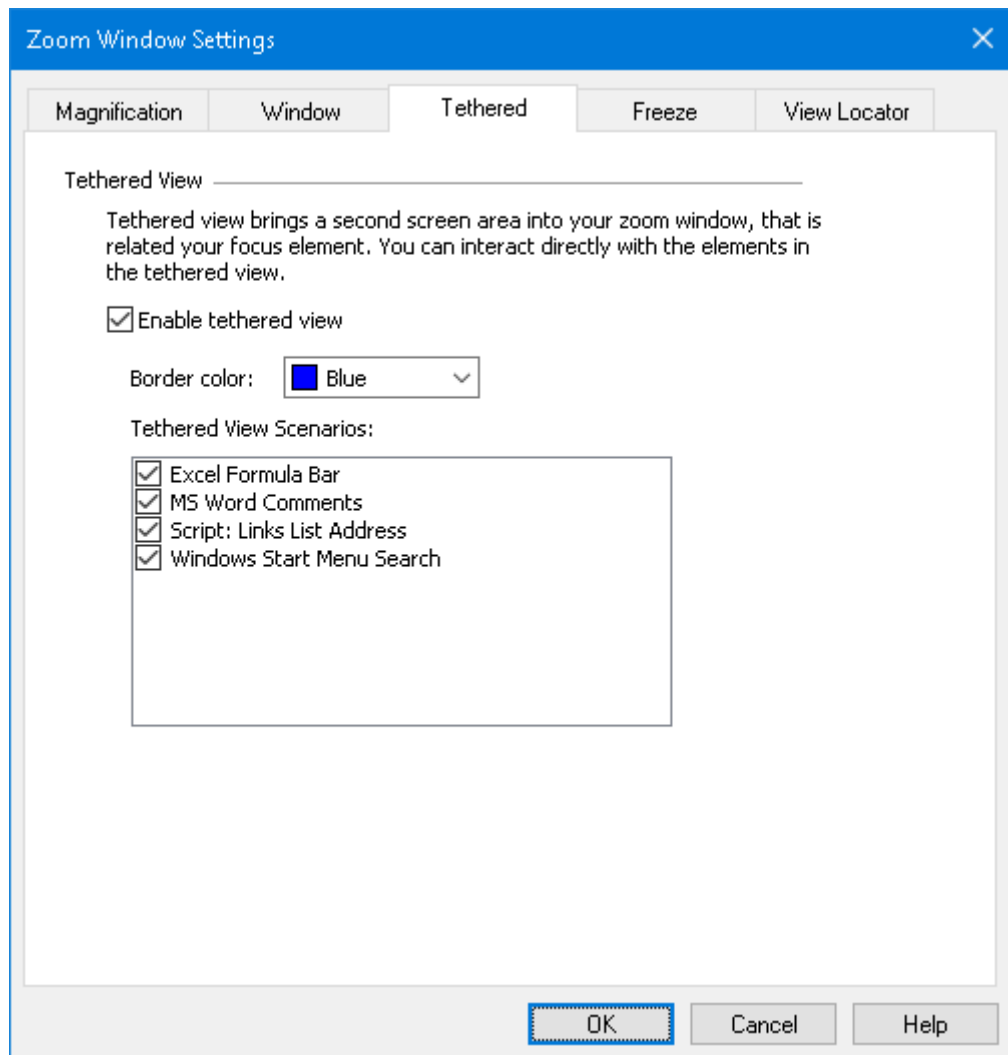 Zoom Window Settings
Magnification
Window
Tethered
Freeze
View Locator
Tethered View
Tethered view brings a second screen area into your zoom window, that is
related your focus element. You can interact directly with the elements in
the tethered view.
Enable tethered view
Border color:
Blue
Tethered View Scenarios:
Excel Formula Bar
MS Word Comments
Script: Links List Address
Windows Start Menu Search
OK
Cancel
Help